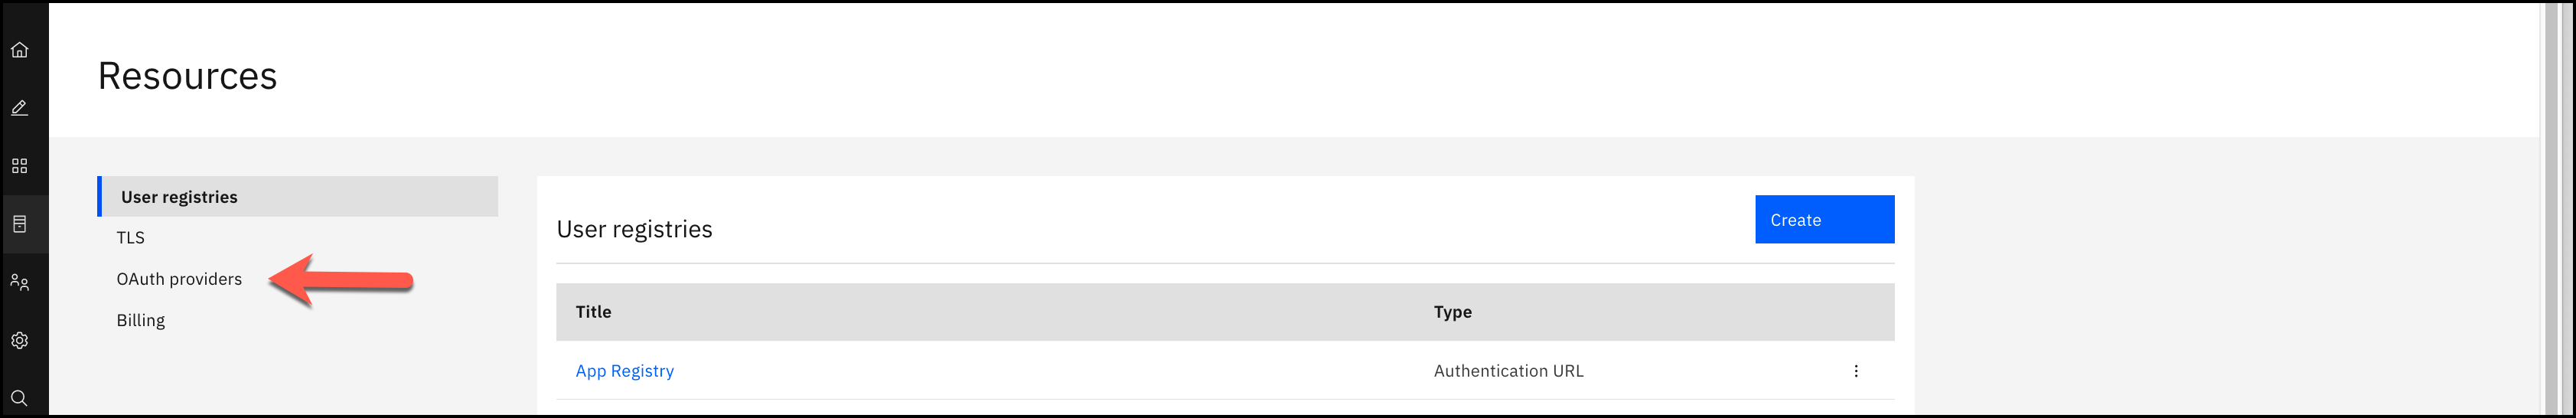 Resources
User registries
TLS
OAuth providers
Billing
User registries
Create
Title Type
App Registry Authentication URL